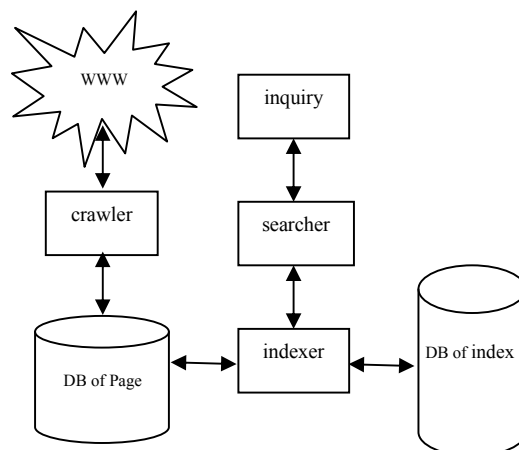 WWW
inquiry
crawler
searcher
DB of Page
indexer
DB of index